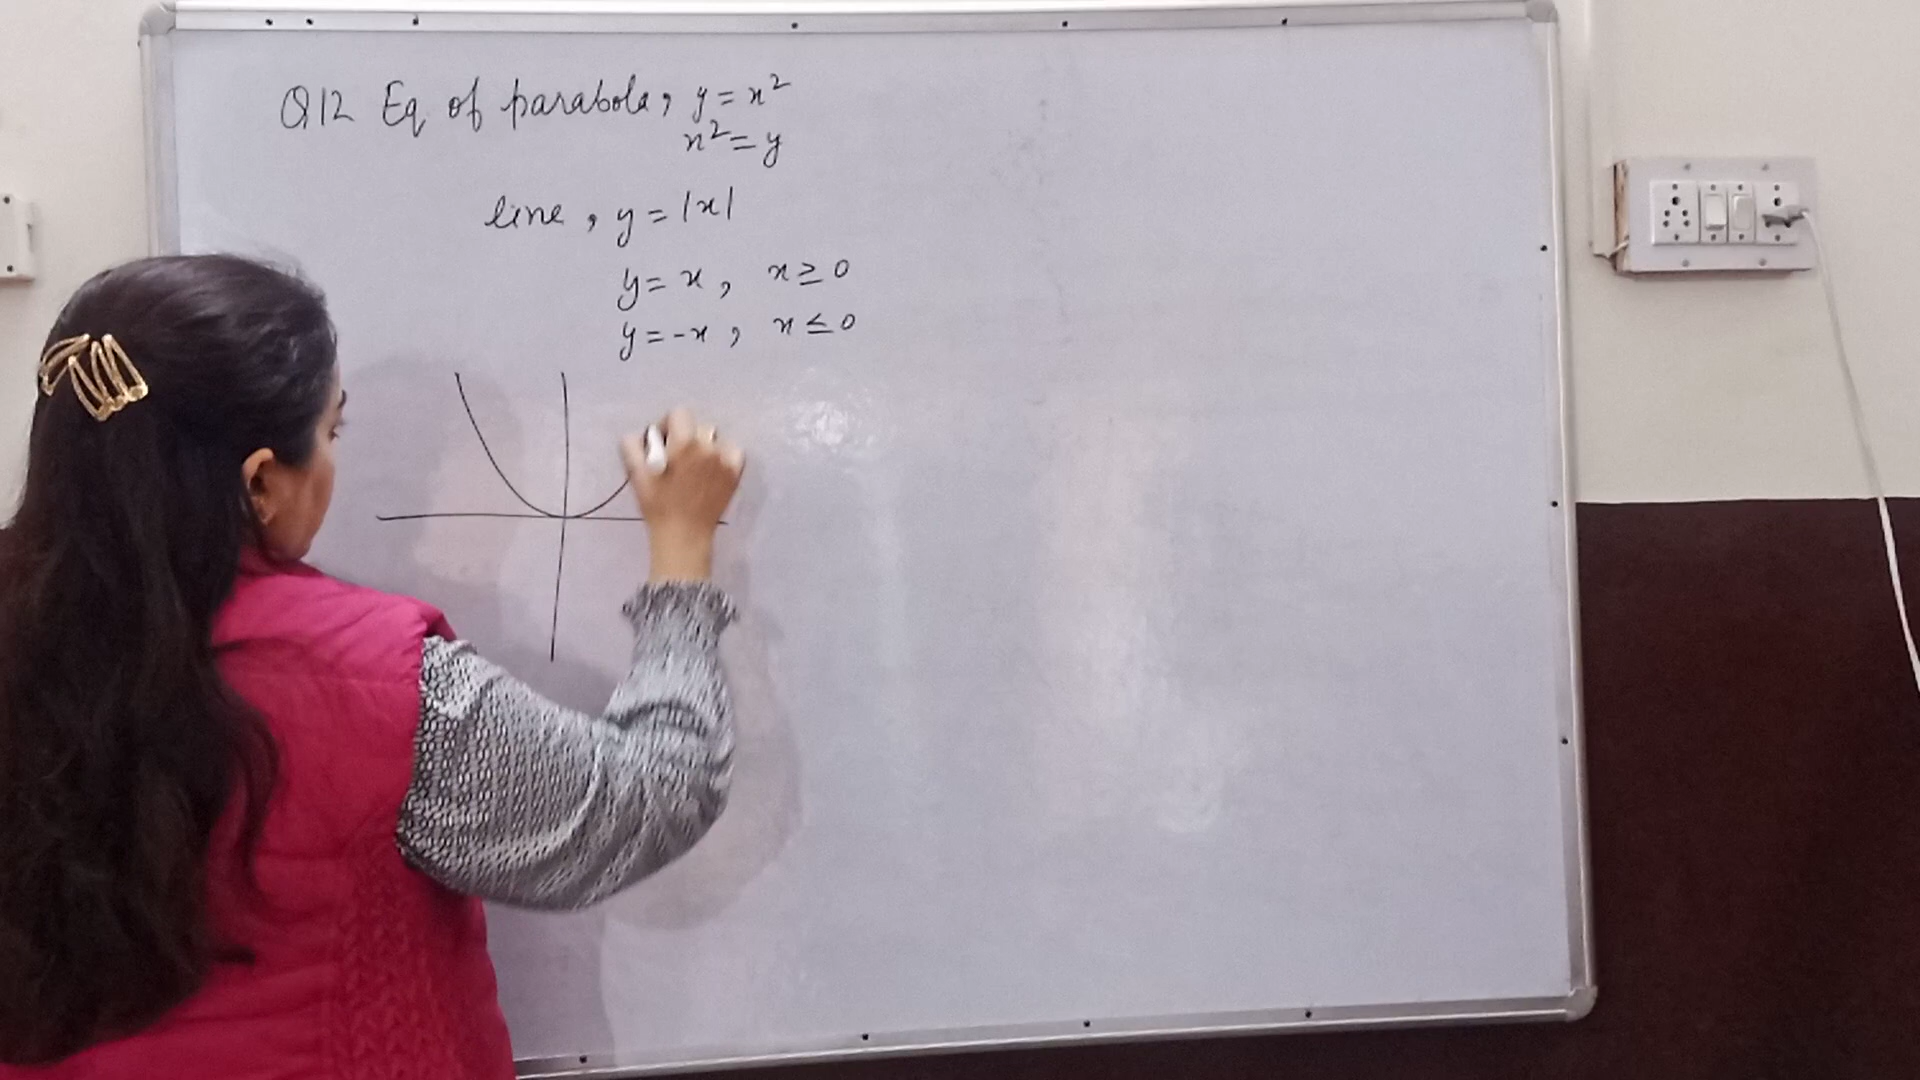 Q12 Eq of parabola, y = x²
x² = y
line, y = |x|
y = x, x ≥ 0
y = -x, x ≤ 0